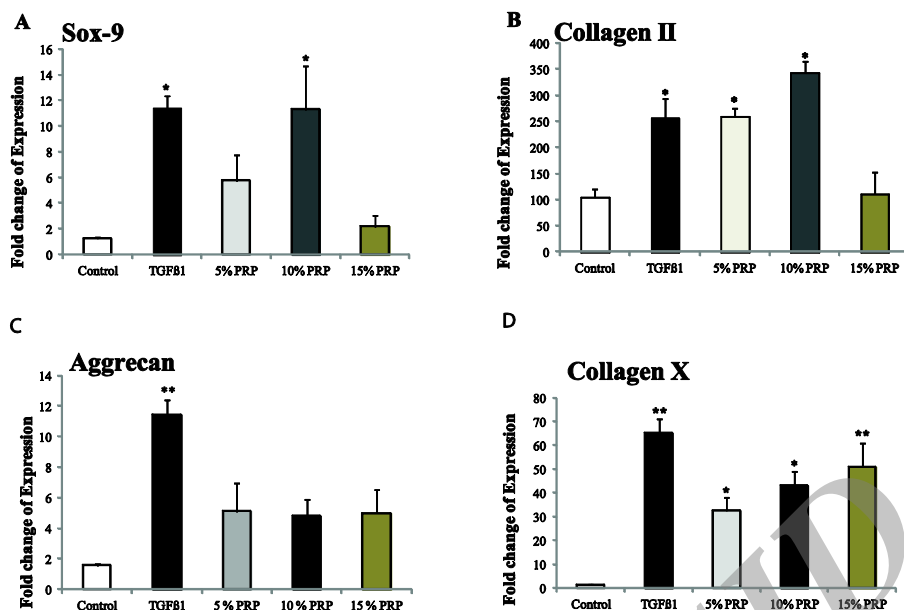 A
Sox-9
Fold change of Expression
16
14
12
10
8
6
4
2
0
*
*
Control TGFß1 5% PRP 10% PRP 15% PRP
B
Collagen II
Fold change of Expression
400
350
300
250
200
150
100
50
0
*
*
*
Control TGFß1 5% PRP 10% PRP 15% PRP
C
Aggrecan
Fold change of Expression
14
12
10
8
6
4
2
0
**
Control TGFß1 5 % PRP 10 % PRP 15 % PRP
D
Collagen X
Fold change of Expression
80
70
60
50
40
30
20
10
0
**
*
*
**
Control TGFß1 5% PRP 10% PRP 15% PRP